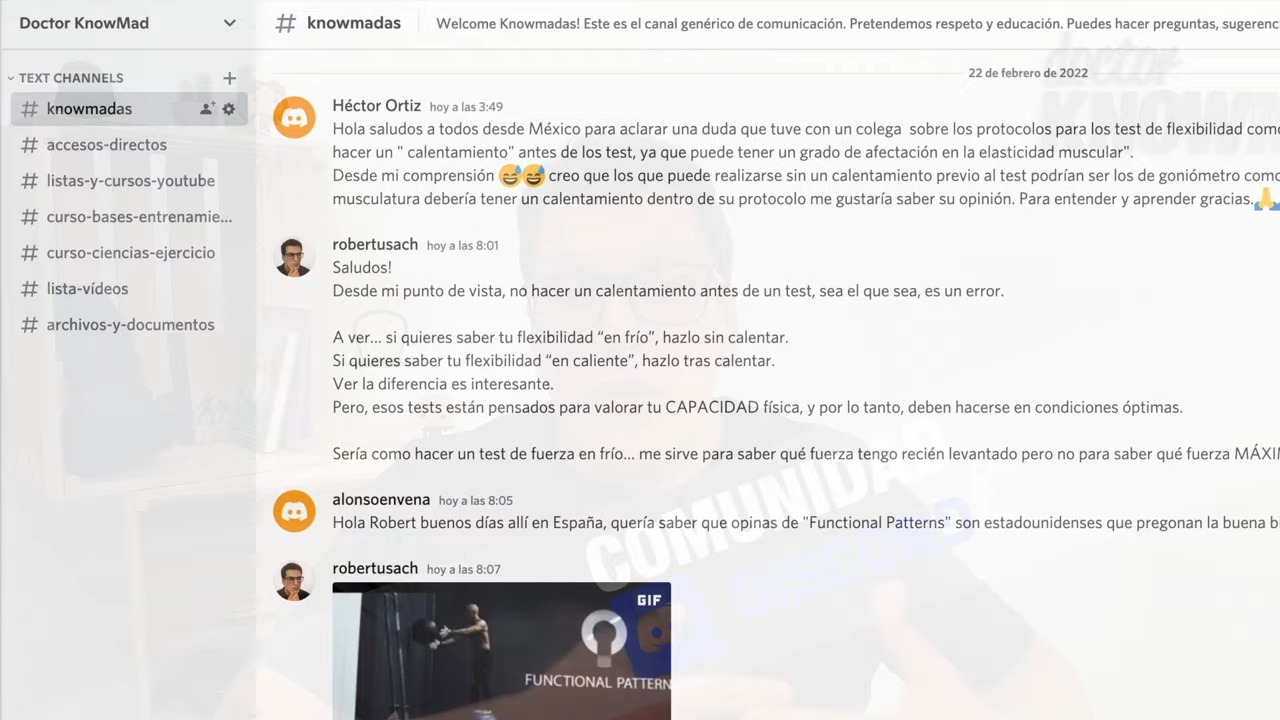 Doctor KnowMad
# knowmadas
Welcome Knowmadas! Este es el canal genérico de comunicación. Pretendemos respeto y educación. Puedes hacer preguntas,
TEXT CHANNELS
# knowmadas
# accesos-directos
# listas-y-cursos-youtube
# curso-bases-entrenamie...
# curso-ciencias-ejercicio
# lista-vídeos
# archivos-y-documentos
doctor
22 de febrero de 2022
Héctor Ortiz hoy a las 3:49
Hola saludos a todos desde México para aclarar una duda que tuve con un colega sobre los protocolos para los test de flexibilidad como
hacer un " calentamiento" antes de los test, ya que puede tener un grado de afectación en la elasticidad muscular".
Desde mi comprensión 😅😅 creo que los que puede realizarse sin un calentamiento previo al test podrían ser los de goniómetro como
musculatura debería tener un calentamiento dentro de su protocolo me gustaría saber su opinión. Para entender y aprender gracias.🙏
robertusach hoy a las 8:01
Saludos!
Desde mi punto de vista, no hacer un calentamiento antes de un test, sea el que sea, es un error.
A ver... si quieres saber tu flexibilidad “en frío”, hazlo sin calentar.
Si quieres saber tu flexibilidad “en caliente”, hazlo tras calentar.
Ver la diferencia es interesante.
Pero, esos tests están pensados para valorar tu CAPACIDAD física, y por lo tanto, deben hacerse en condiciones óptimas.
Sería como hacer un test de fuerza en frío... me sirve para saber qué fuerza tengo recién levantado pero no para saber qué fuerza
COMUNIDAD
DISCORD
alonsoenvena hoy a las 8:05
Hola Robert buenos días allí en España, quería saber que opinas de "Functional Patterns" son estadounidenses que pregonan la buena
robertusach hoy a las 8:07
GIF
FUNCTIONAL PATTERN